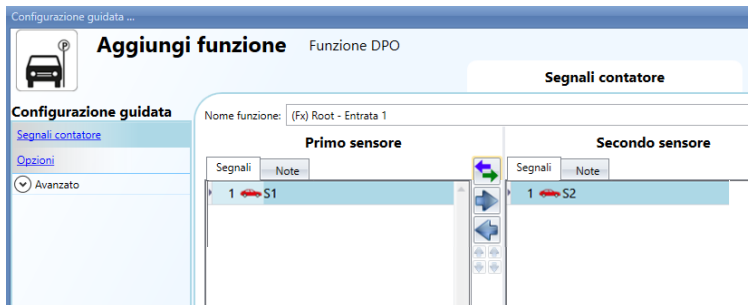 Configurazione guidata ...
P
Aggiungi funzione Funzione DPO
Segnali contatore
Configurazione guidata
Segnali contatore
Opzioni
Avanzato
Nome funzione: (Fx) Root - Entrata 1
Primo sensore Secondo sensore
Segnali Note Segnali Note
1 S1 1 S2